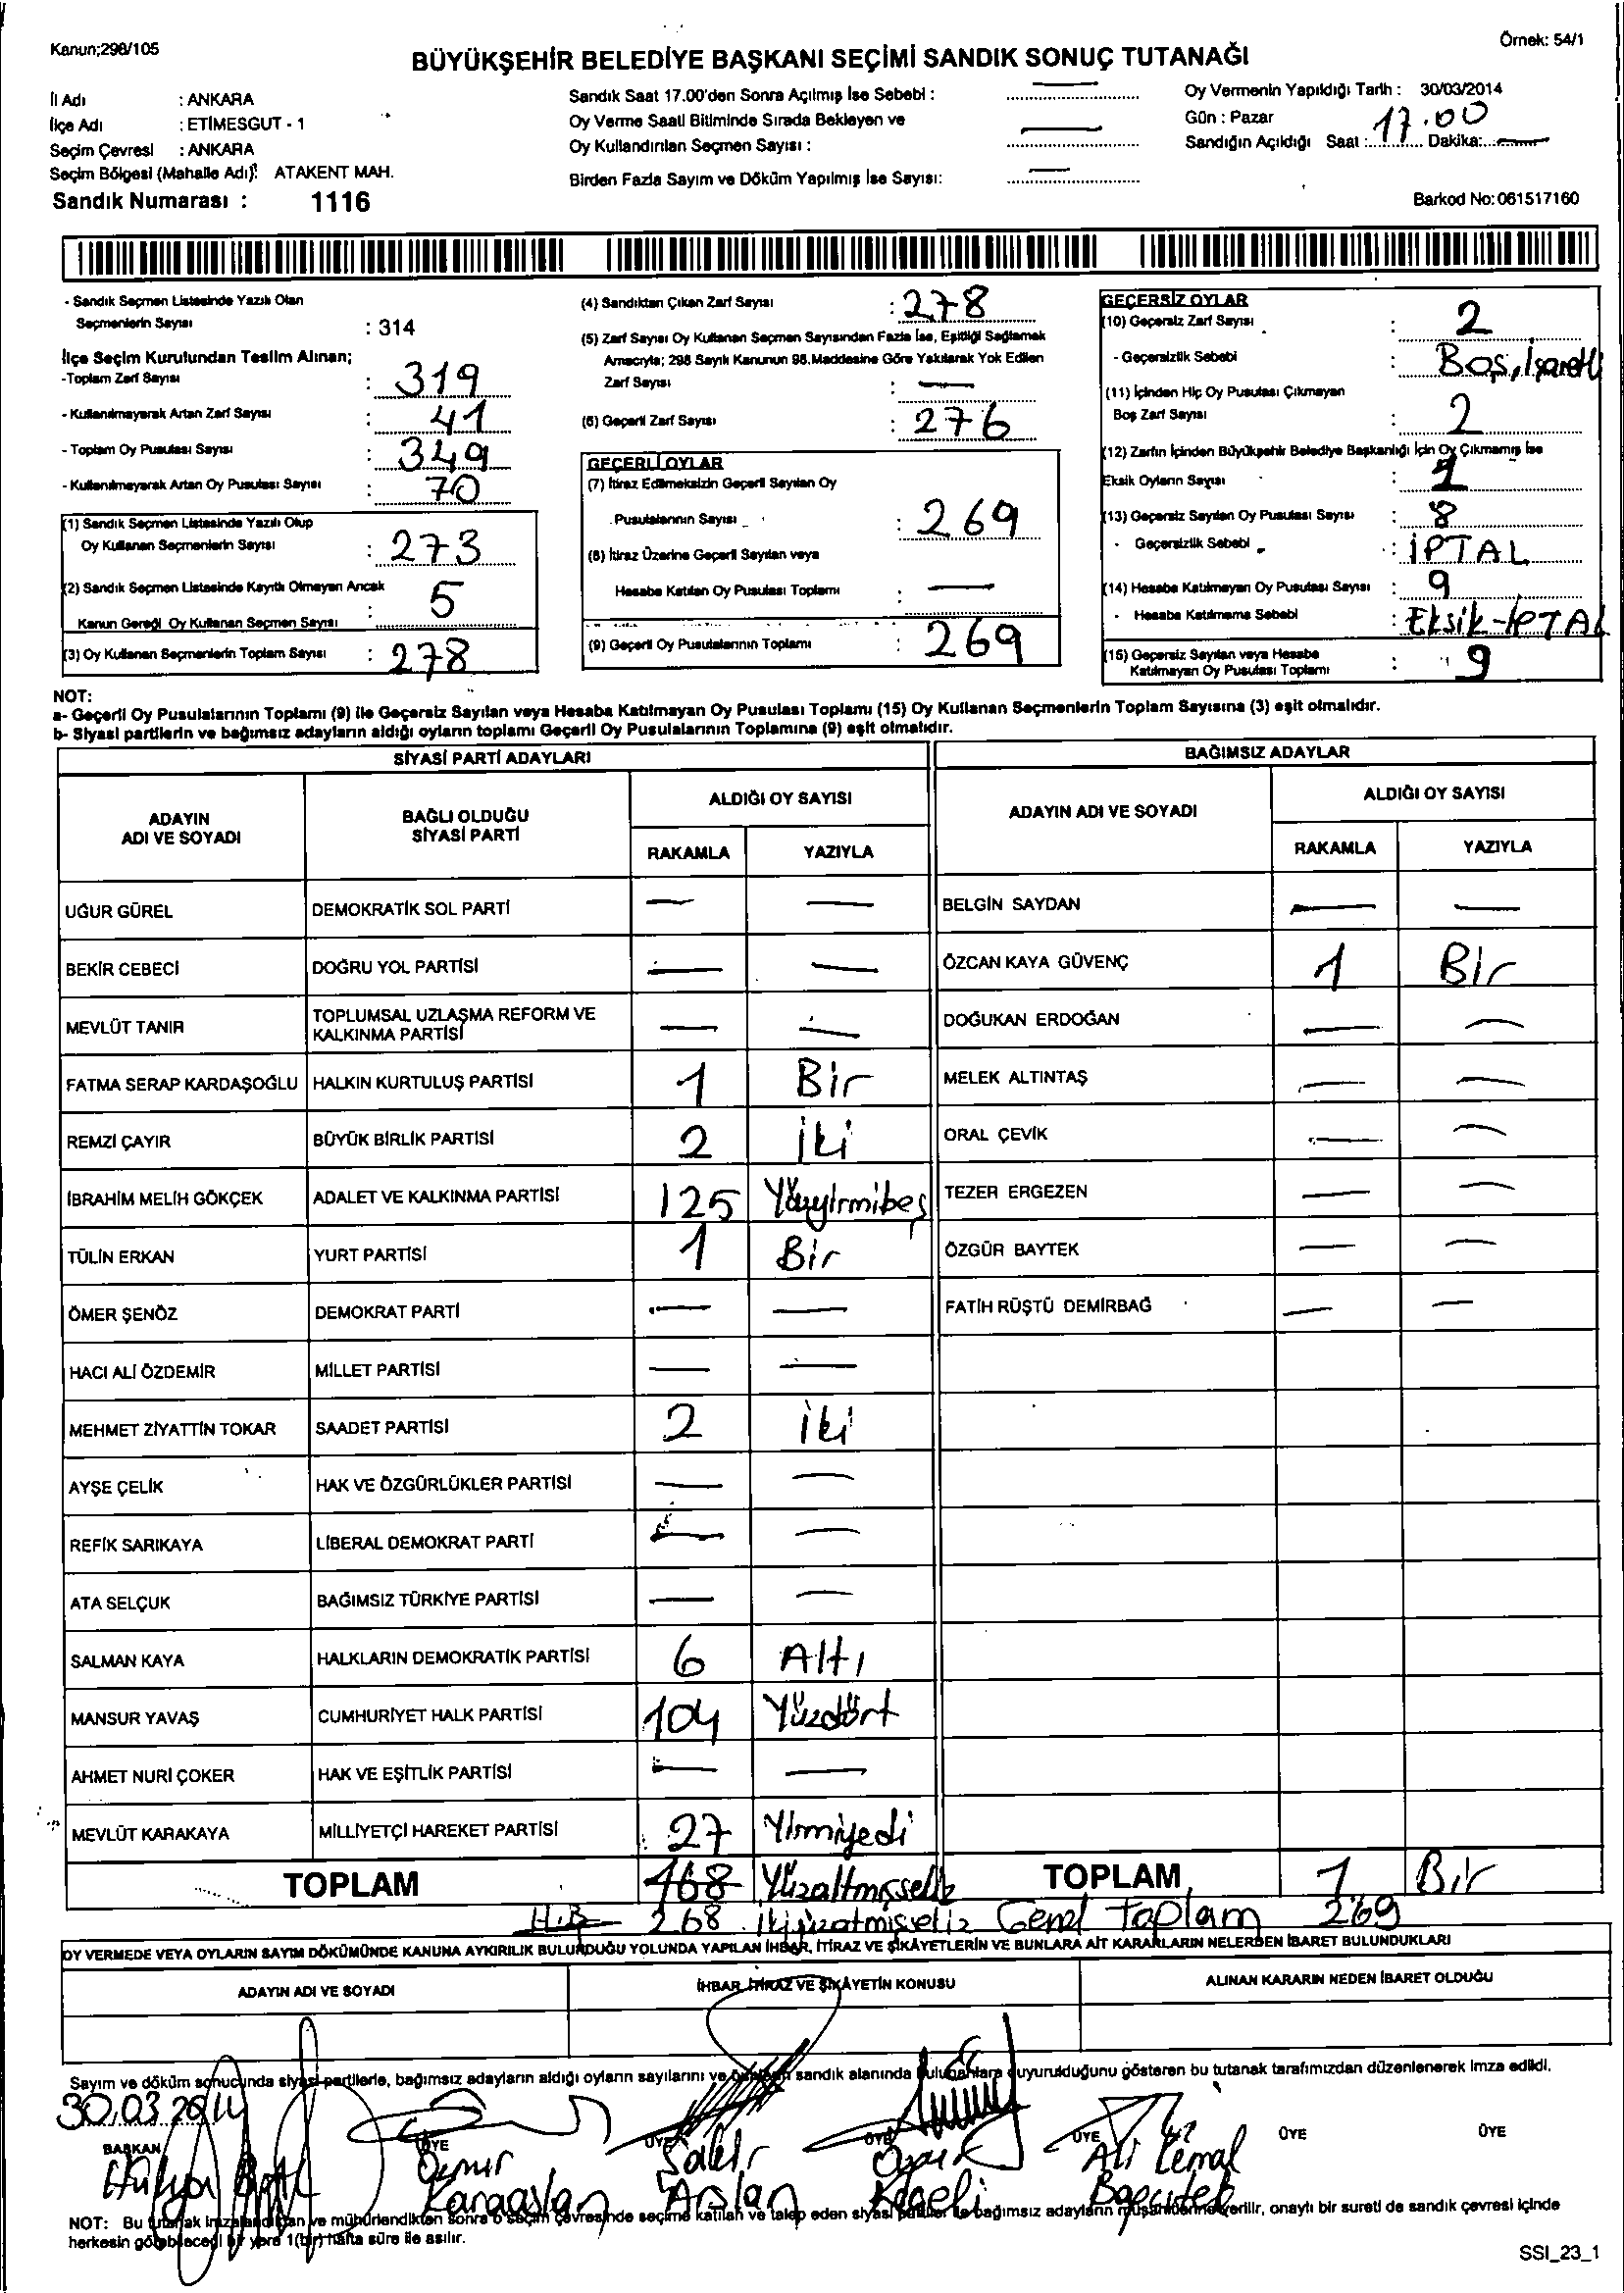 Kanun;298/105
Örnek: 54/1
BÜYÜKŞEHİR BELEDİYE BAŞKANI SEÇİMİ SANDIK SONUÇ TUTANAĞI
İl Adı : ANKARA
İlçe Adı : ETİMESGUT - 1
Seçim Çevresi : ANKARA
Seçim Bölgesi (Mahalle Adı): ATAKENT MAH.
Sandık Numarası : 1116
Sandık Saat 17.00'den Sonra Açılmış İse Sebebi : —
Oy Verme Saati Bitiminde Sırada Bekleyen ve
Oy Kullandırılan Seçmen Sayısı : —
Birden Fazla Sayım ve Döküm Yapılmış İse Sayısı: —
Oy Vermenin Yapıldığı Tarih : 30/03/2014
Gün : Pazar
Sandığın Açıldığı Saat : 17.00 Dakika: —
Barkod No:061517160
- Sandık Seçmen Listesinde Yazılı Olan
Seçmenlerin Sayısı : 314
İlçe Seçim Kurulundan Teslim Alınan;
-Toplam Zarf Sayısı : 319
- Kullanılmayarak Artan Zarf Sayısı : 41
- Toplam Oy Pusulası Sayısı : 349
- Kullanılmayarak Artan Oy Pusulası Sayısı : 70
(1) Sandık Seçmen Listesinde Yazılı Olup
Oy Kullanan Seçmenlerin Sayısı : 273
(2) Sandık Seçmen Listesinde Kayıtlı Olmayan Ancak
Kanun Gereği Oy Kullanan Seçmen Sayısı : 5
(3) Oy Kullanan Seçmenlerin Toplam Sayısı : 278
(4) Sandıktan Çıkan Zarf Sayısı : 278
(5) Zarf Sayısı Oy Kullanan Seçmen Sayısından Fazla İse, Eşitliği Sağlamak
Amacıyla; 298 Sayılı Kanunun 98.Maddesine Göre Yakılarak Yok Edilen
Zarf Sayısı : —
(6) Geçerli Zarf Sayısı : 276
GEÇERLİ OYLAR
(7) İtiraz Edilmeksizin Geçerli Sayılan Oy
Pusulalarının Sayısı : 269
(8) İtiraz Üzerine Geçerli Sayılan veya
Hesaba Katılan Oy Pusulası Toplamı : —
(9) Geçerli Oy Pusulalarının Toplamı : 269
GEÇERSİZ OYLAR
(10) Geçersiz Zarf Sayısı : 2
- Geçersizlik Sebebi : Boş, İşaretli
(11) İçinden Hiç Oy Pusulası Çıkmayan
Boş Zarf Sayısı : 2
(12) Zarfın İçinden Büyükşehir Belediye Başkanlığı İçin Oy Çıkmamış İse
Eksik Oyların Sayısı : 1
(13) Geçersiz Sayılan Oy Pusulası Sayısı : 8
- Geçersizlik Sebebi : İPTAL
(14) Hesaba Katılmayan Oy Pusulası Sayısı : 9
- Hesaba Katılmama Sebebi : Eksik-İPTAL
(15) Geçersiz Sayılan veya Hesaba
Katılmayan Oy Pusulası Toplamı : 9
NOT:
a- Geçerli Oy Pusulalarının Toplamı (9) ile Geçersiz Sayılan veya Hesaba Katılmayan Oy Pusulası Toplamı (15) Oy Kullanan Seçmenlerin Toplam Sayısına (3) eşit olmalıdır.
b- Siyasi partilerin ve bağımsız adayların aldığı oyların toplamı Geçerli Oy Pusulalarının Toplamına (9) eşit olmalıdır.
SİYASİ PARTİ ADAYLARI
ADAYIN ADI VE SOYADI BAĞLI OLDUĞU SİYASİ PARTİ ALDIĞI OY SAYISI
RAKAMLA YAZIYLA
UĞUR GÜREL DEMOKRATİK SOL PARTİ — —
BEKİR CEBECİ DOĞRU YOL PARTİSİ — —
MEVLÜT TANIR TOPLUMSAL UZLAŞMA REFORM VE KALKINMA PARTİSİ — —
FATMA SERAP KARDAŞOĞLU HALKIN KURTULUŞ PARTİSİ 1 Bir
REMZİ ÇAYIR BÜYÜK BİRLİK PARTİSİ 2 İki
İBRAHİM MELİH GÖKÇEK ADALET VE KALKINMA PARTİSİ 125 Yüzyirmibeş
TÜLİN ERKAN YURT PARTİSİ 1 Bir
ÖMER ŞENÖZ DEMOKRAT PARTİ — —
HACI ALİ ÖZDEMİR MİLLET PARTİSİ — —
MEHMET ZİYATTİN TOKAR SAADET PARTİSİ 2 İki
AYŞE ÇELİK HAK VE ÖZGÜRLÜKLER PARTİSİ — —
REFİK SARIKAYA LİBERAL DEMOKRAT PARTİ — —
ATA SELÇUK BAĞIMSIZ TÜRKİYE PARTİSİ — —
SALMAN KAYA HALKLARIN DEMOKRATİK PARTİSİ 6 Altı
MANSUR YAVAŞ CUMHURİYET HALK PARTİSİ 104 Yüzdört
AHMET NURİ ÇOKER HAK VE EŞİTLİK PARTİSİ — —
MEVLÜT KARAKAYA MİLLİYETÇİ HAREKET PARTİSİ 27 Yirmiyedi
TOPLAM 168 Yüzaltmışsekiz
BAĞIMSIZ ADAYLAR
ADAYIN ADI VE SOYADI ALDIĞI OY SAYISI
RAKAMLA YAZIYLA
BELGİN SAYDAN — —
ÖZCAN KAYA GÜVENÇ 1 Bir
DOĞUKAN ERDOĞAN — —
MELEK ALTINTAŞ — —
ORAL ÇEVİK — —
TEZER ERGEZEN — —
ÖZGÜR BAYTEK — —
FATİH RÜŞTÜ DEMİRBAĞ — —
TOPLAM 1 Bir
H.B 268 Genel Toplam 269
OY VERMEDE VEYA OYLARIN SAYIM DÖKÜMÜNDE KANUNA AYKIRILIK BULUNDUĞU YOLUNDA YAPILAN İHBAR, İTİRAZ VE ŞİKÂYETLERİN VE BUNLARA AİT KARARLARIN NELERDEN İBARET BULUNDUKLARI
ADAYIN ADI VE SOYADI İHBAR, İTİRAZ VE ŞİKÂYETİN KONUSU ALINAN KARARIN NEDEN İBARET OLDUĞU
Sayım ve döküm sonucunda siyasi partilerle, bağımsız adayların aldığı oyların sayılarını ve sandık alanında bulunanlara duyurulduğunu gösteren bu tutanak tarafımızdan düzenlenerek imza edildi.
30.03.2014
BAŞKAN ÜYE ÜYE ÜYE ÜYE ÜYE ÜYE
Hülya
Karaaslan
Arslan
Ali Kemal
NOT: Bu tutanak imzalandıktan ve mühürlendikten sonra o seçim çevresinde seçime katılan ve talep eden siyasi partiler ile bağımsız adayların müşahitlerine verilir, onaylı bir sureti de sandık çevresi içinde
herkesin görebileceği bir yere 1(bir) hafta süre ile asılır.
SSI_23_1